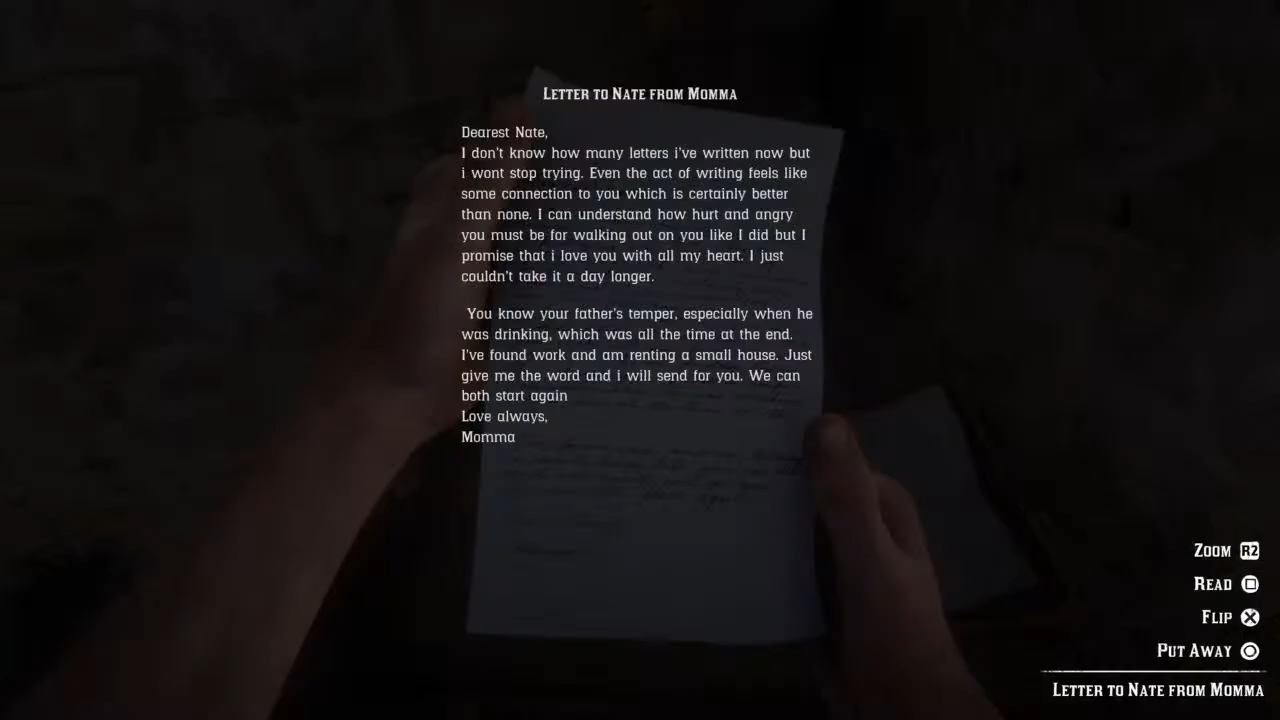 LETTER TO NATE FROM MOMMA
Dearest Nate,
I don't know how many letters i've written now but
i wont stop trying. Even the act of writing feels like
some connection to you which is certainly better
than none. I can understand how hurt and angry
you must be for walking out on you like I did but I
promise that i love you with all my heart. I just
couldn't take it a day longer.
You know your father's temper, especially when he
was drinking, which was all the time at the end.
I've found work and am renting a small house. Just
give me the word and i will send for you. We can
both start again
Love always,
Momma
ZOOM R2
READ
FLIP
PUT AWAY
LETTER TO NATE FROM MOMMA